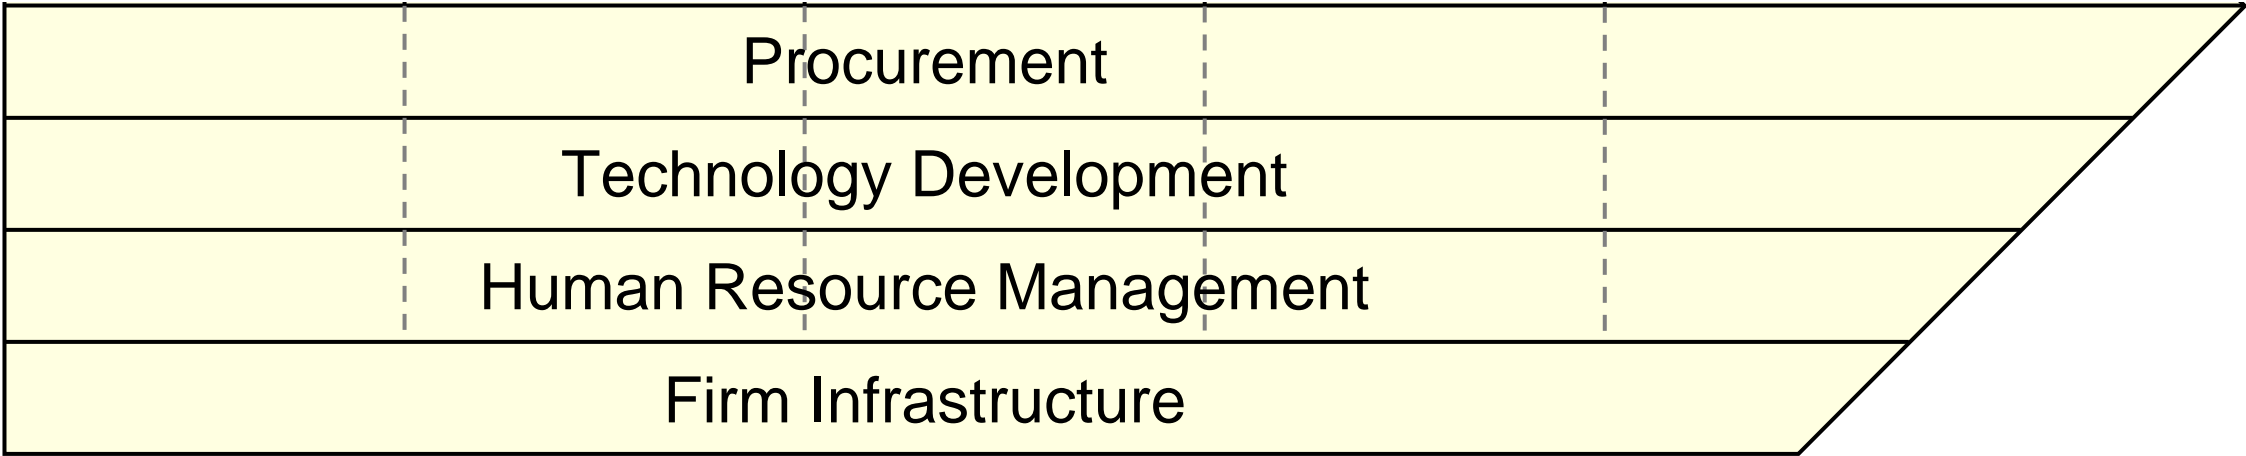 Procurement
Technology Development
Human Resource Management
Firm Infrastructure